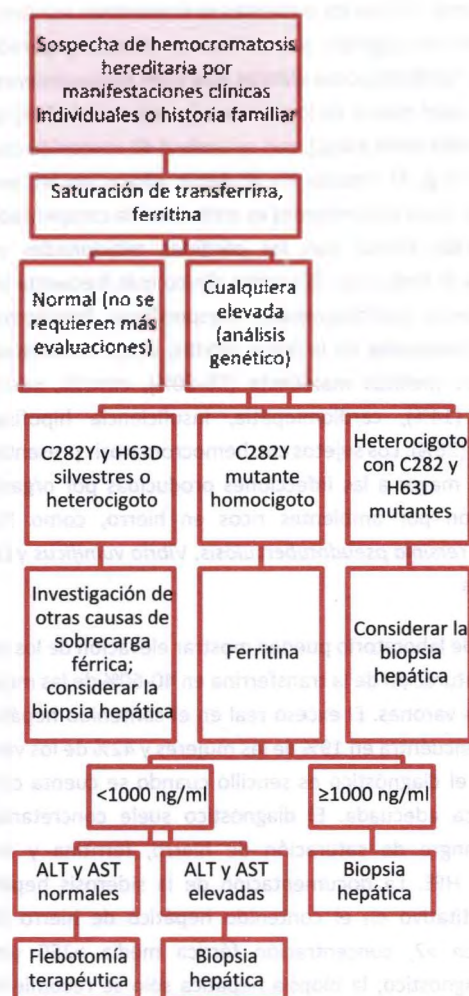 Sospecha de hemocromatosis
hereditaria por
manifestaciones clínicas
individuales o historia familiar
Saturación de transferrina,
ferritina
Normal (no se
requieren más
evaluaciones)
Cualquiera
elevada
(análisis
genético)
C282Y y H63D
silvestres o
heterocigoto
C282Y
mutante
homocigoto
Heterocigoto
con C282 y
H63D
mutantes
Investigación de
otras causas de
sobrecarga
férrica;
considerar la
biopsia hepática
Ferritina
Considerar la
biopsia
hepática
<1000 ng/ml
≥1000 ng/ml
ALT y AST
normales
ALT y AST
elevadas
Biopsia
hepática
Flebotomía
terapéutica
Biopsia
hepática